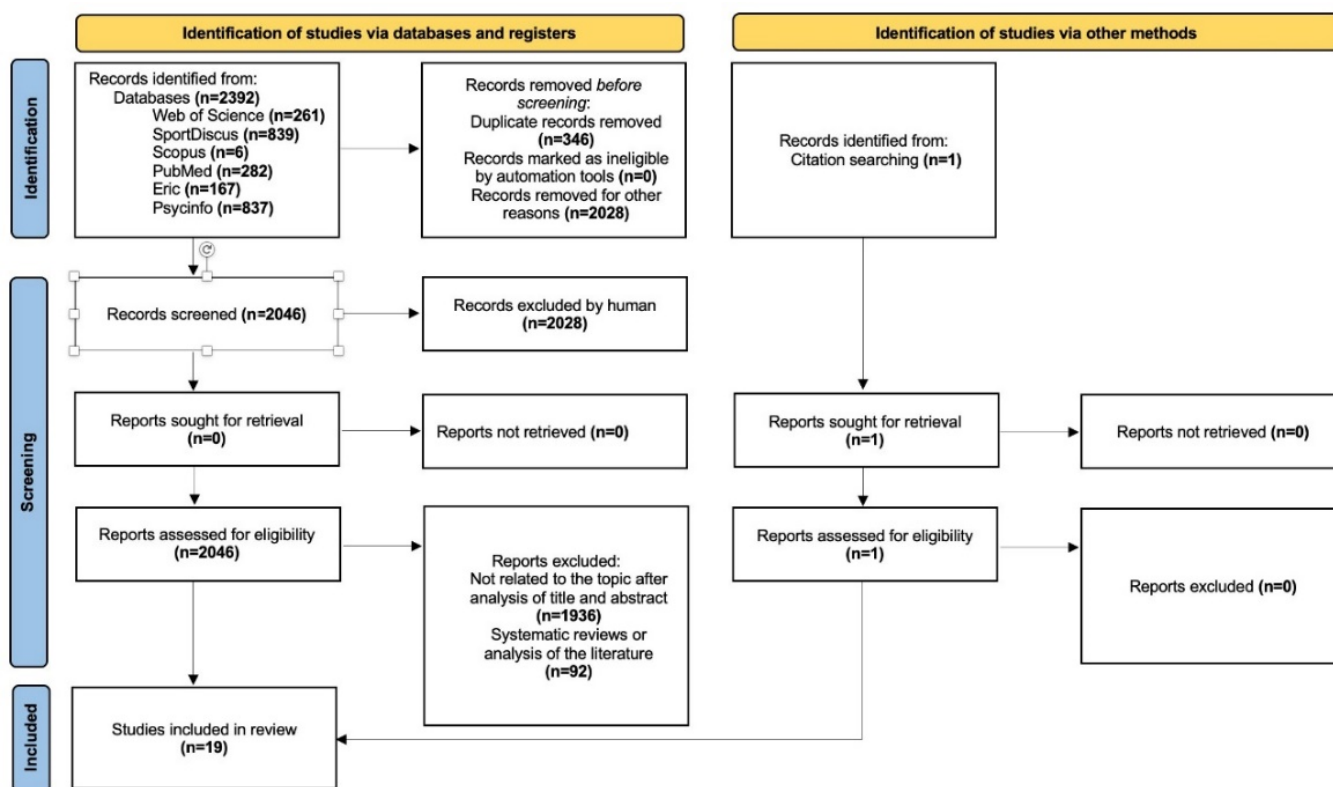 Identification of studies via databases and registers
Identification of studies via other methods
Identification
Records identified from:
Databases (n=2392)
Web of Science (n=261)
SportDiscus (n=839)
Scopus (n=6)
PubMed (n=282)
Eric (n=167)
Psycinfo (n=837)
Records removed before
screening:
Duplicate records removed
(n=346)
Records marked as ineligible
by automation tools (n=0)
Records removed for other
reasons (n=2028)
Records identified from:
Citation searching (n=1)
Screening
Records screened (n=2046)
Records excluded by human
(n=2028)
Reports sought for retrieval
(n=0)
Reports not retrieved (n=0)
Reports sought for retrieval
(n=1)
Reports not retrieved (n=0)
Reports assessed for eligibility
(n=2046)
Reports excluded:
Not related to the topic after
analysis of title and abstract
(n=1936)
Systematic reviews or
analysis of the literature
(n=92)
Reports assessed for eligibility
(n=1)
Reports excluded (n=0)
Included
Studies included in review
(n=19)